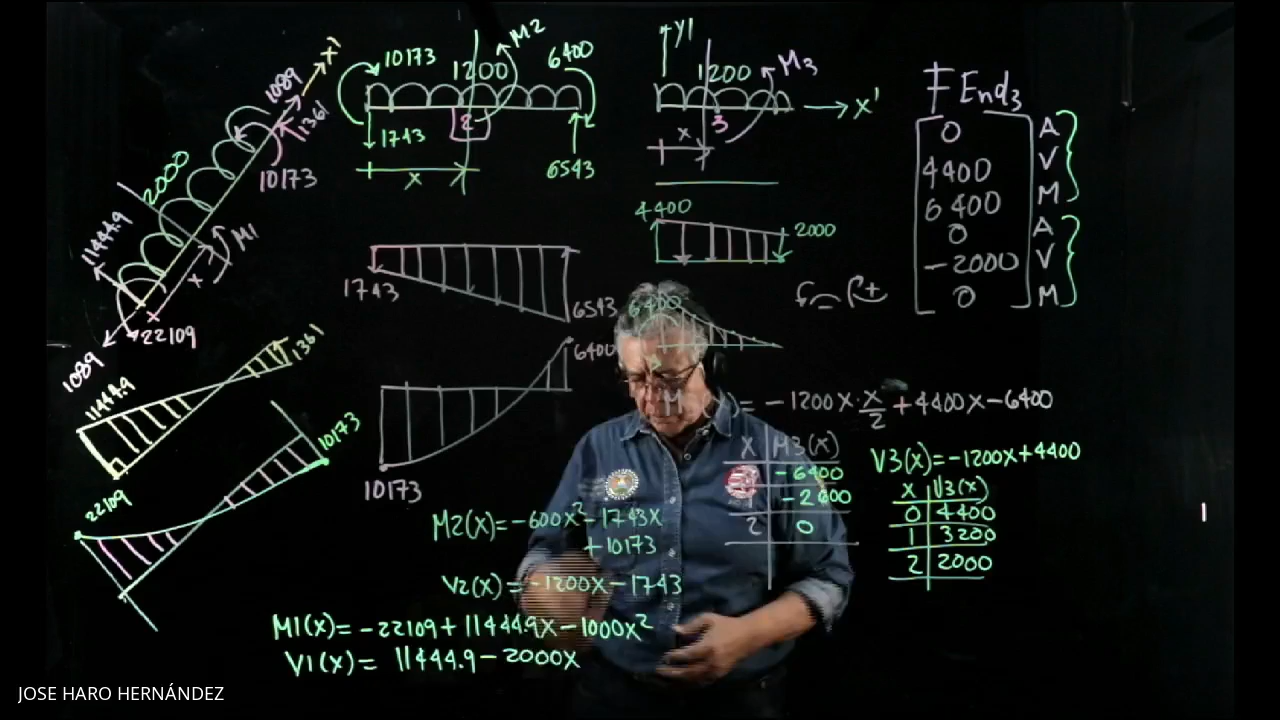 1089
x'
1361
10173
2000
11444.9
M1
x
22109
1089
10173
1200
M2
6400
1743
2
6543
x
y1
1200
M3
x'
3
x
F End3
0 A
4400 V
6400 M
0 A
-2000 V
0 M
1743
6543
4400
2000
6400
6400
10173
11444.9
1361
22109
10173
M (x) = -1200x·x/2 + 4400x - 6400
x M3(x)
-6400
2 0
V3(x) = -1200x + 4400
x V3(x)
0 4400
1 3200
2 2000
M2(x) = -600x² - 1743x
+ 10173
V2(x) = -1200x - 1743
M1(x) = -22109 + 11444.9x - 1000x²
V1(x) = 11444.9 - 2000x
JOSE HARO HERNÁNDEZ